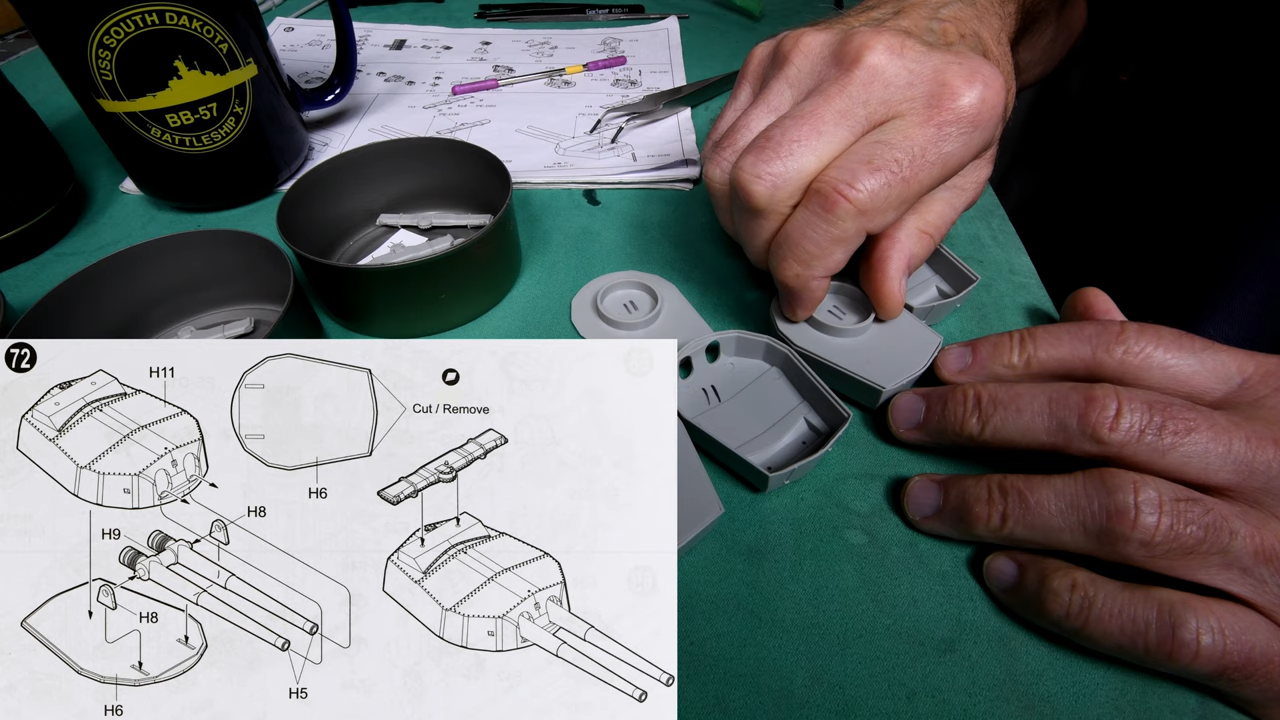 USS SOUTH DAKOTA
BB-57
"BATTLESHIP X"
72
H11
Cut / Remove
H6
H8
H9
H8
H5
H6